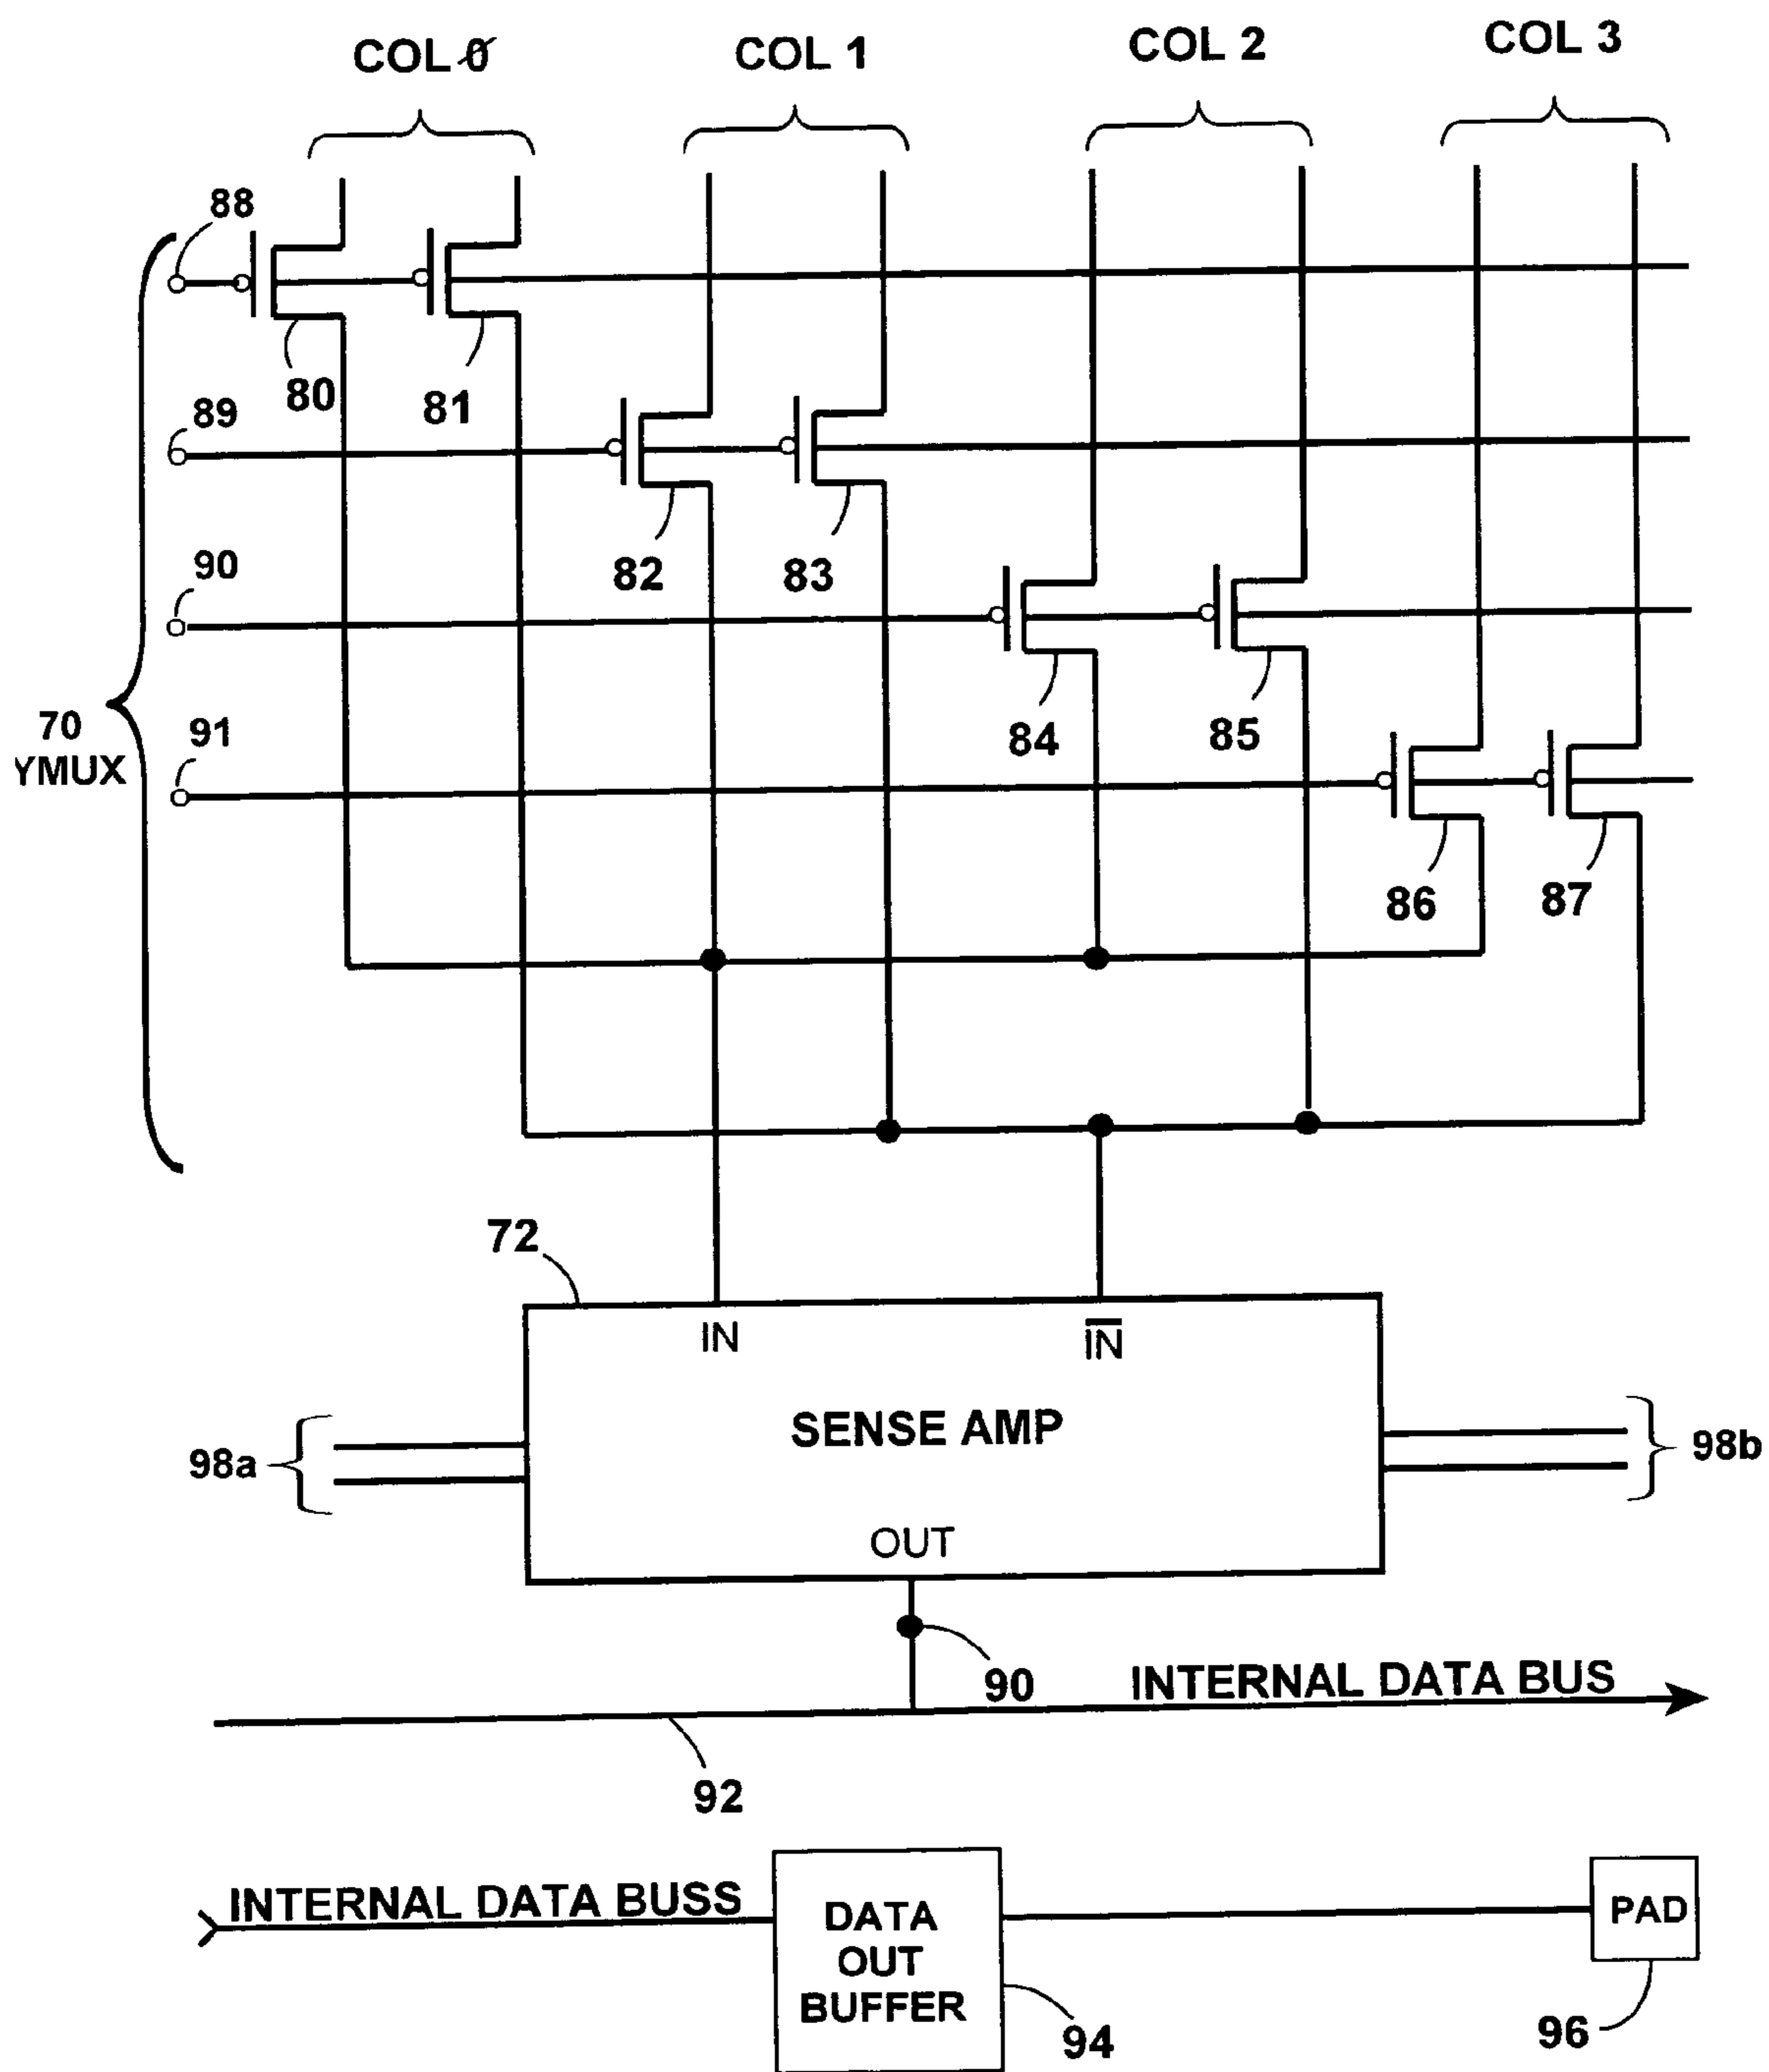 COL 0
COL 1
COL 2
COL 3
88
80
81
89
82
83
90
84
85
70
YMUX
91
86
87
72
IN
IN
SENSE AMP
98a
98b
OUT
90
INTERNAL DATA BUS
92
INTERNAL DATA BUSS
DATA
OUT
BUFFER
PAD
94
96